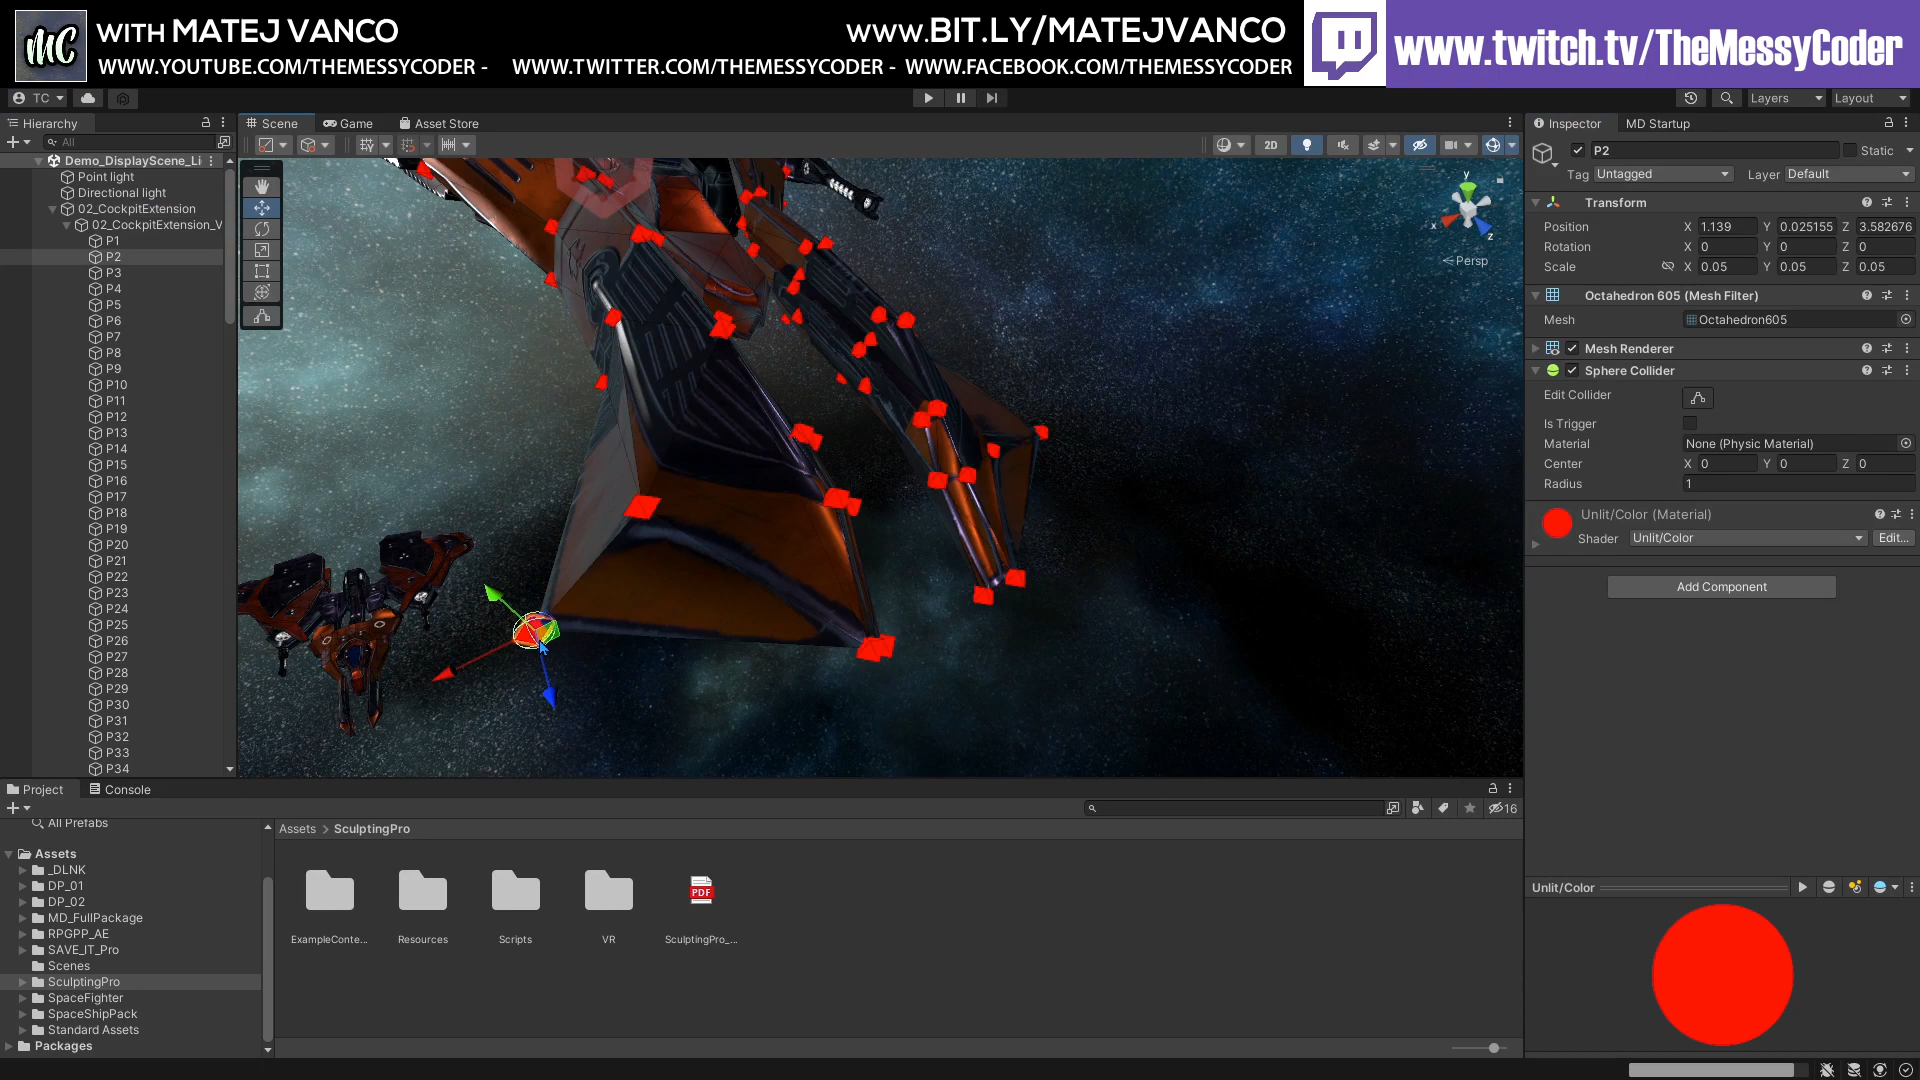 MC
WITH MATEJ VANCO
WWW.BIT.LY/MATEJVANCO
WWW.YOUTUBE.COM/THEMESSYCODER - WWW.TWITTER.COM/THEMESSYCODER - WWW.FACEBOOK.COM/THEMESSYCODER
www.twitch.tv/TheMessyCoder
TC
Layers
Layout
Hierarchy
All
Demo_DisplayScene_Li
Point light
Directional light
02_CockpitExtension
02_CockpitExtension_V
P1
P2
P3
P4
P5
P6
P7
P8
P9
P10
P11
P12
P13
P14
P15
P16
P17
P18
P19
P20
P21
P22
P23
P24
P25
P26
P27
P28
P29
P30
P31
P32
P33
P34
Scene
Game
Asset Store
2D
y
x
z
Persp
Inspector
MD Startup
P2
Static
Tag Untagged
Layer Default
Transform
Position X 1.139 Y 0.025155 Z 3.582676
Rotation X 0 Y 0 Z 0
Scale X 0.05 Y 0.05 Z 0.05
Octahedron 605 (Mesh Filter)
Mesh Octahedron605
Mesh Renderer
Sphere Collider
Edit Collider
Is Trigger
Material None (Physic Material)
Center X 0 Y 0 Z 0
Radius 1
Unlit/Color (Material)
Shader Unlit/Color Edit...
Add Component
Unlit/Color
Project
Console
16
All Prefabs
Assets
_DLNK
DP_01
DP_02
MD_FullPackage
RPGPP_AE
SAVE_IT_Pro
Scenes
SculptingPro
SpaceFighter
SpaceShipPack
Standard Assets
Packages
Assets > SculptingPro
PDF
ExampleConte...
Resources
Scripts
VR
SculptingPro_...